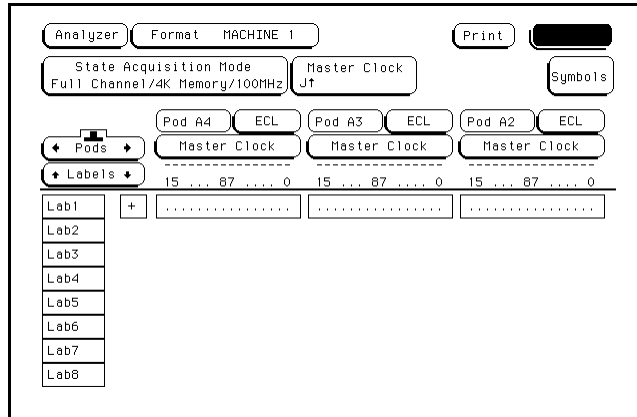 Analyzer Format MACHINE 1 Print
State Acquisition Mode
Full Channel/4K Memory/100MHz
Master Clock
J↑
Symbols
Pod A4 ECL Pod A3 ECL Pod A2 ECL
← Pods → Master Clock Master Clock Master Clock
↑ Labels ↓
15 ... 87 .... 0 15 ... 87 .... 0 15 ... 87 .... 0
Lab1 + ................ ................ ................
Lab2
Lab3
Lab4
Lab5
Lab6
Lab7
Lab8